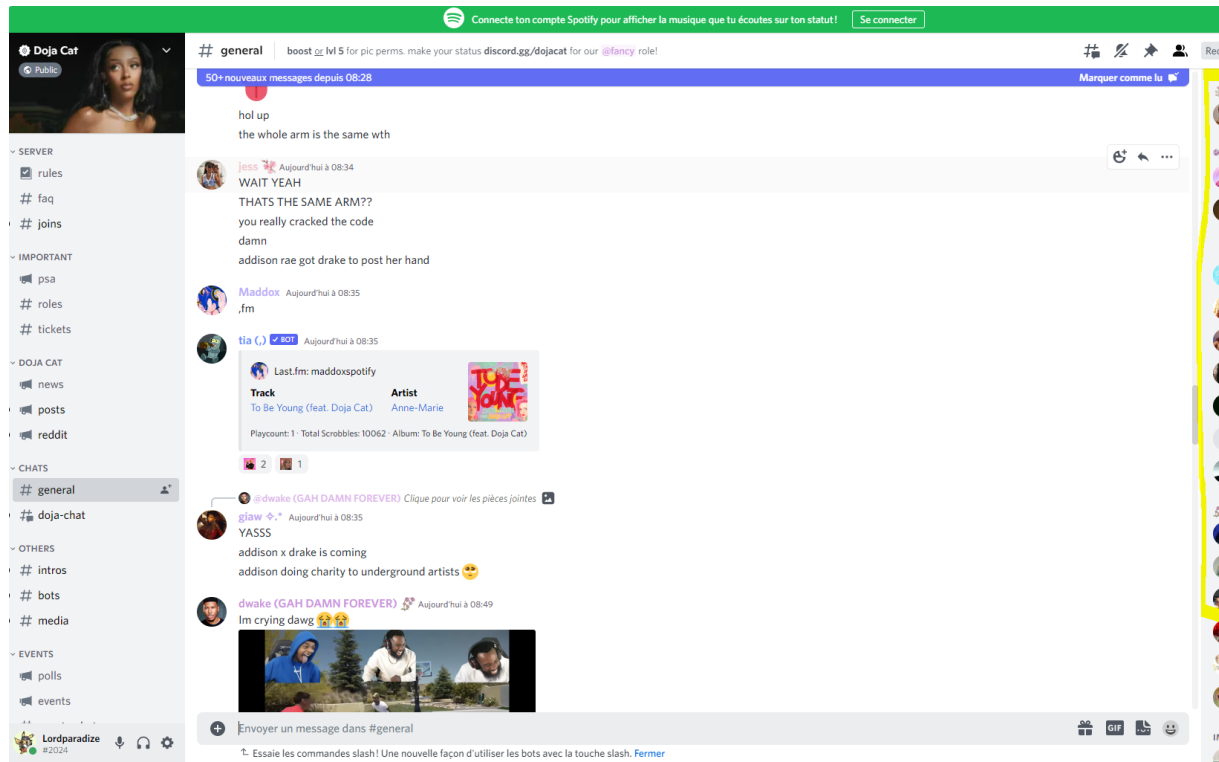 Connecte ton compte Spotify pour afficher la musique que tu écoutes sur ton statut!
Se connecter
Doja Cat
Public
SERVER
rules
# faq
# joins
IMPORTANT
psa
# roles
# tickets
DOJA CAT
news
posts
reddit
CHATS
# general
doja-chat
OTHERS
# intros
# bots
# media
EVENTS
polls
events
Lordparadize
#2024
# general
boost or lvl 5 for pic perms. make your status discord.gg/dojacat for our @fancy role!
50+ nouveaux messages depuis 08:28
Marquer comme lu
hol up
the whole arm is the same wth
jess Aujourd'hui à 08:34
WAIT YEAH
THATS THE SAME ARM??
you really cracked the code
damn
addison rae got drake to post her hand
Maddox Aujourd'hui à 08:35
,fm
tia (,) BOT Aujourd'hui à 08:35
Last.fm: maddoxspotify
Track Artist
To Be Young (feat. Doja Cat) Anne-Marie
TO BE YOUNG
Playcount: 1 · Total Scrobbles: 10062 · Album: To Be Young (feat. Doja Cat)
2 1
@dwake (GAH DAMN FOREVER) Clique pour voir les pièces jointes
giaw ✧.* Aujourd'hui à 08:35
YASSS
addison x drake is coming
addison doing charity to underground artists 🥺
dwake (GAH DAMN FOREVER) Aujourd'hui à 08:49
Im crying dawg 😭😭
Envoyer un message dans #general
GIF
Essaie les commandes slash! Une nouvelle façon d'utiliser les bots avec la touche slash. Fermer